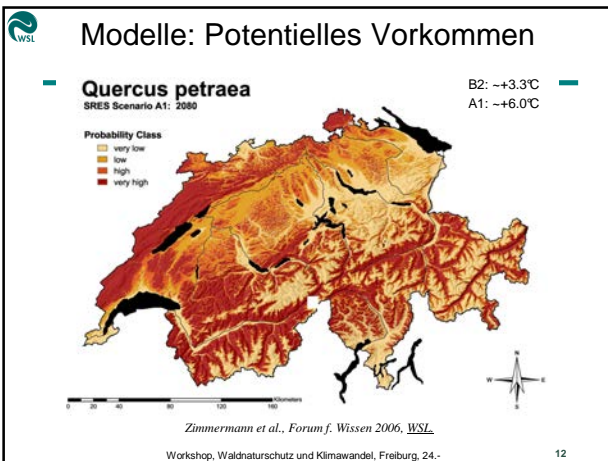 WSL
Modelle: Potentielles Vorkommen
Quercus petraea
SRES Scenario A1: 2080
B2: ~+3.3°C
A1: ~+6.0°C
Probability Class
very low
low
high
very high
N
W E
S
Kilometers
0 20 40 80 120 160
Zimmermann et al., Forum f. Wissen 2006, WSL.
Workshop, Waldnaturschutz und Klimawandel, Freiburg, 24.-
12